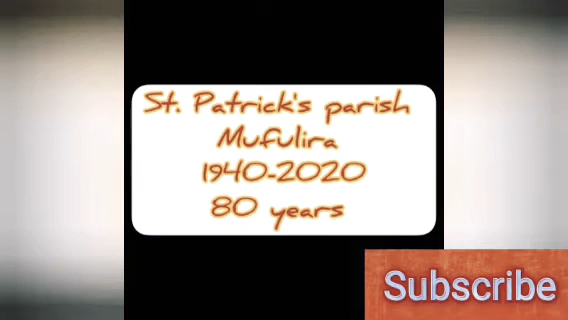 St. Patrick's parish
Mufulira
1940-2020
80 years
Subscribe